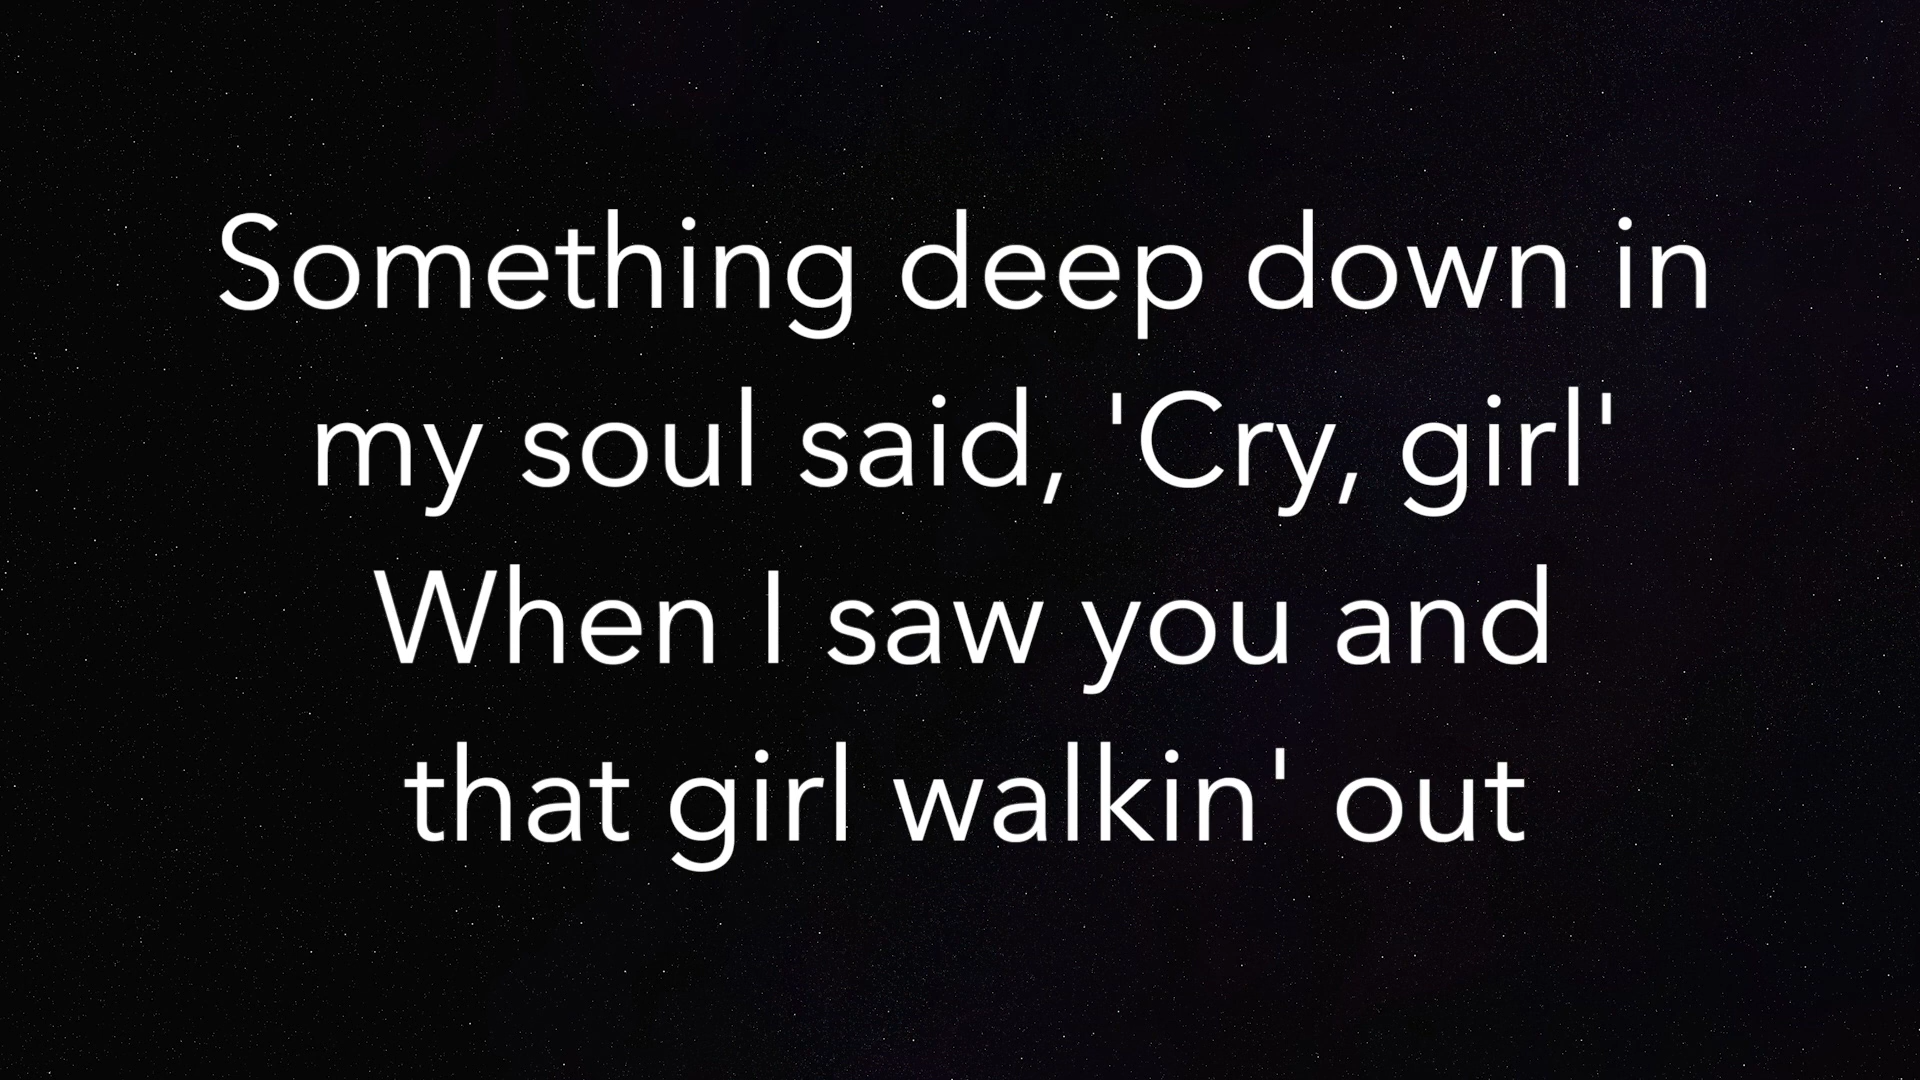 Something deep down in
my soul said, 'Cry, girl'
When I saw you and
that girl walkin' out